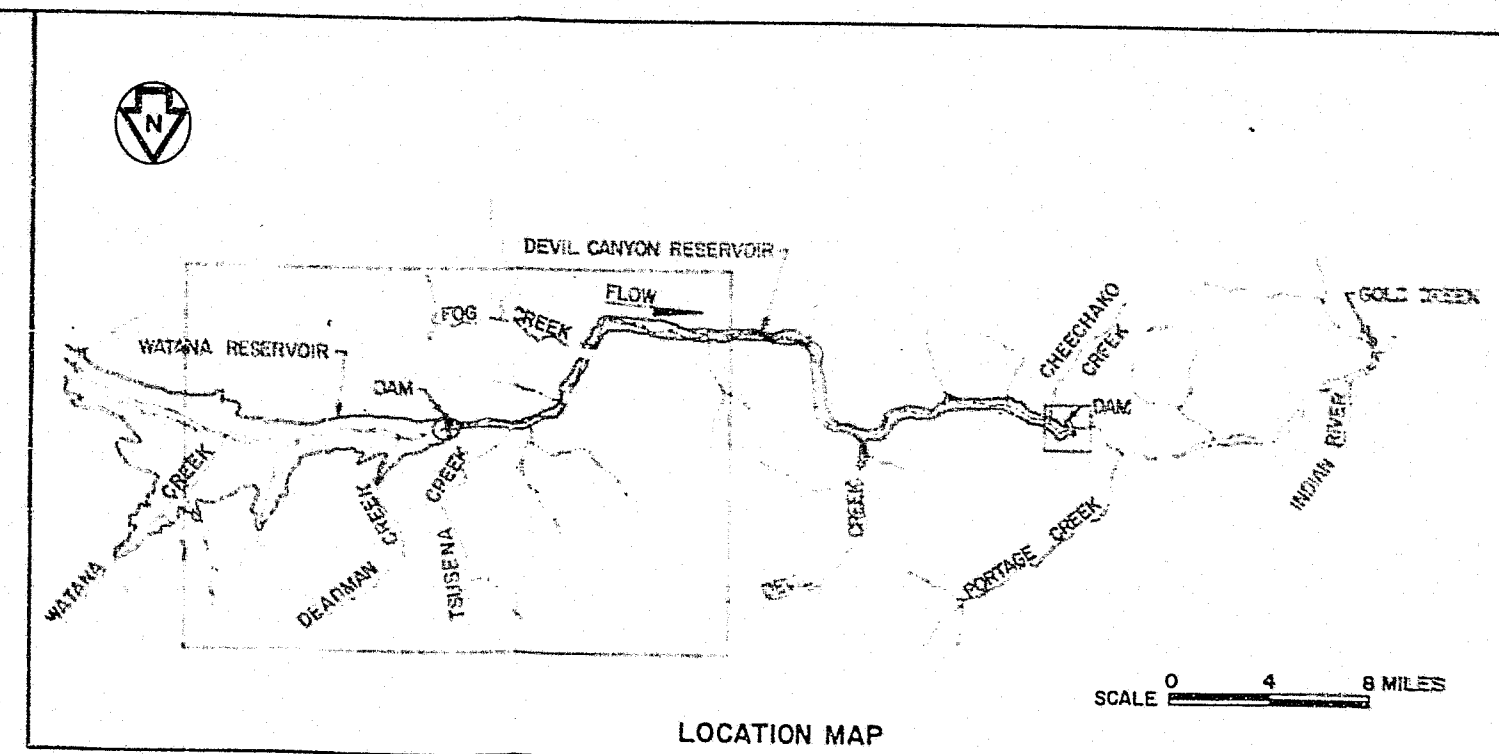 N
DEVIL CANYON RESERVOIR
FLOW
FOG CREEK
CHEECHAKO
CREEK
WATANA RESERVOIR
DAM
DAM
INDIAN RIVER
WATANA CREEK
DEADMAN CREEK
TSUSENA CREEK
CREEK
PORTAGE CREEK
SCALE 0 4 8 MILES
LOCATION MAP